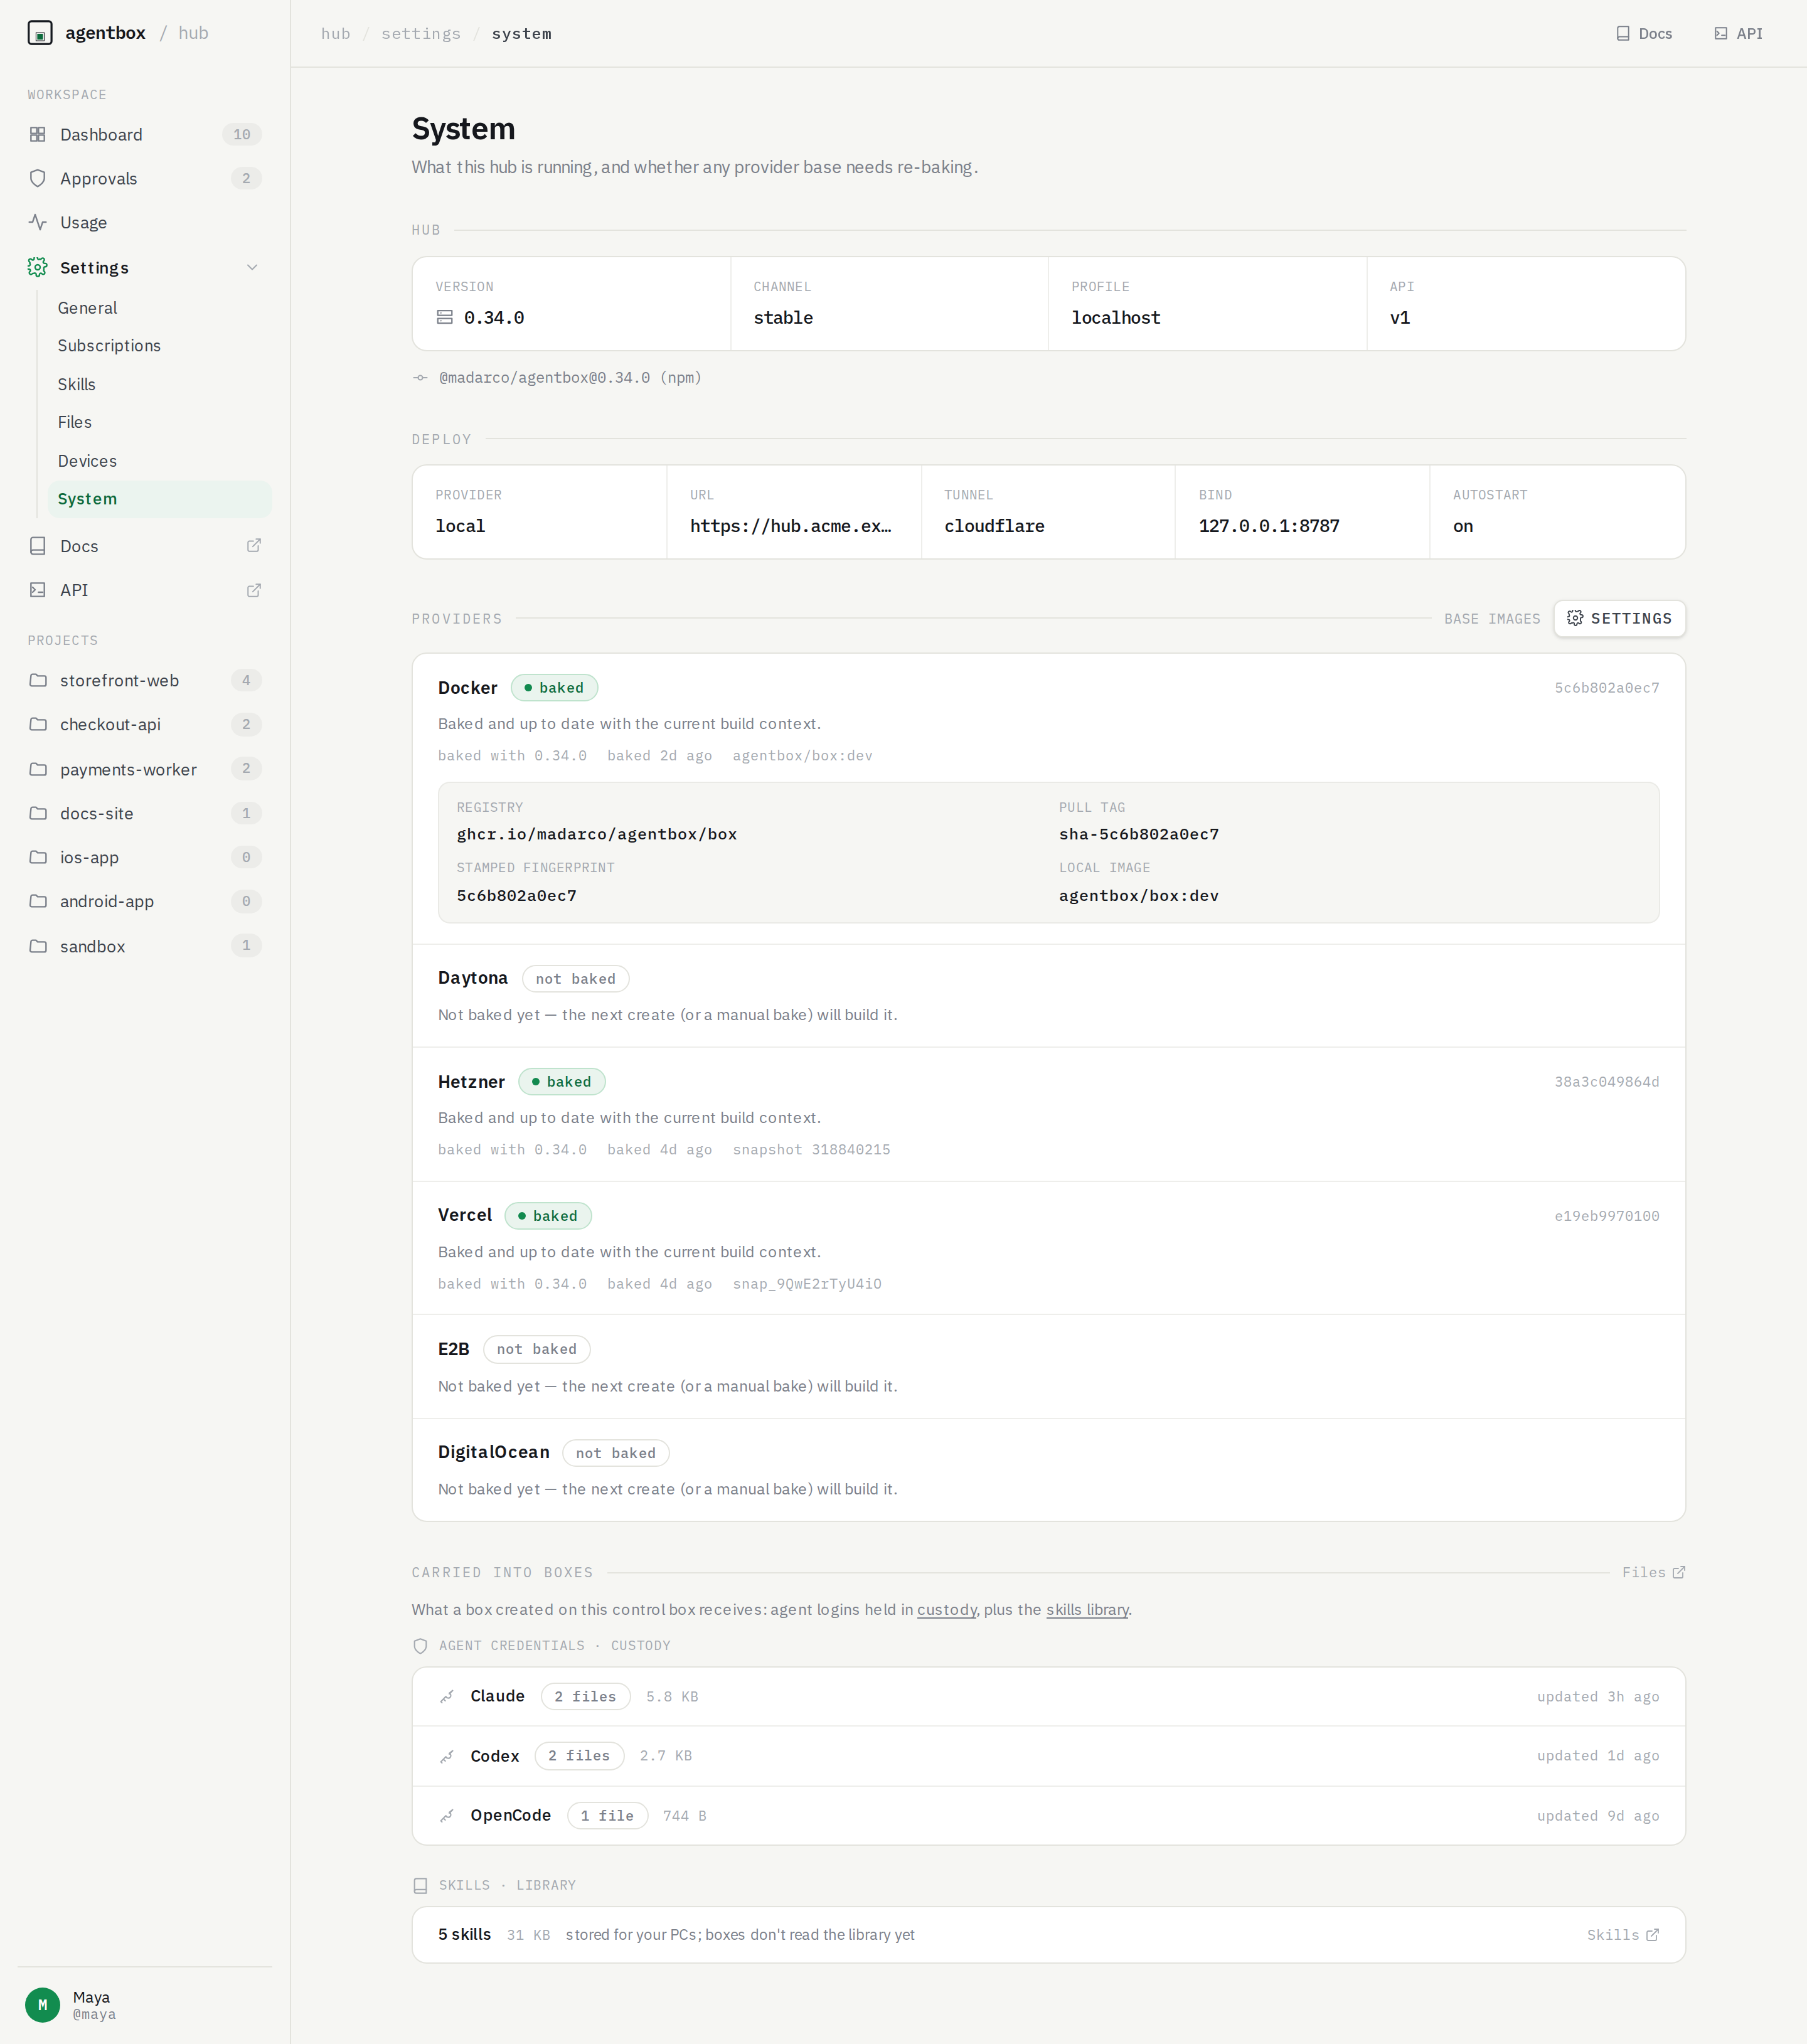 agentbox / hub
hub / settings / system
Docs
API
WORKSPACE
Dashboard 10
Approvals 2
Usage
Settings
General
Subscriptions
Skills
Files
Devices
System
Docs
API
PROJECTS
storefront-web 4
checkout-api 2
payments-worker 2
docs-site 1
ios-app 0
android-app 0
sandbox 1
M
Maya
@maya
System
What this hub is running, and whether any provider base needs re-baking.
HUB
VERSION CHANNEL PROFILE API
0.34.0 stable localhost v1
@madarco/agentbox@0.34.0 (npm)
DEPLOY
PROVIDER URL TUNNEL BIND AUTOSTART
local https://hub.acme.ex… cloudflare 127.0.0.1:8787 on
PROVIDERS BASE IMAGES SETTINGS
Docker baked 5c6b802a0ec7
Baked and up to date with the current build context.
baked with 0.34.0 baked 2d ago agentbox/box:dev
REGISTRY PULL TAG
ghcr.io/madarco/agentbox/box sha-5c6b802a0ec7
STAMPED FINGERPRINT LOCAL IMAGE
5c6b802a0ec7 agentbox/box:dev
Daytona not baked
Not baked yet — the next create (or a manual bake) will build it.
Hetzner baked 38a3c049864d
Baked and up to date with the current build context.
baked with 0.34.0 baked 4d ago snapshot 318840215
Vercel baked e19eb9970100
Baked and up to date with the current build context.
baked with 0.34.0 baked 4d ago snap_9QwE2rTyU4iO
E2B not baked
Not baked yet — the next create (or a manual bake) will build it.
DigitalOcean not baked
Not baked yet — the next create (or a manual bake) will build it.
CARRIED INTO BOXES Files
What a box created on this control box receives: agent logins held in custody, plus the skills library.
AGENT CREDENTIALS · CUSTODY
Claude 2 files 5.8 KB updated 3h ago
Codex 2 files 2.7 KB updated 1d ago
OpenCode 1 file 744 B updated 9d ago
SKILLS · LIBRARY
5 skills 31 KB stored for your PCs; boxes don't read the library yet Skills